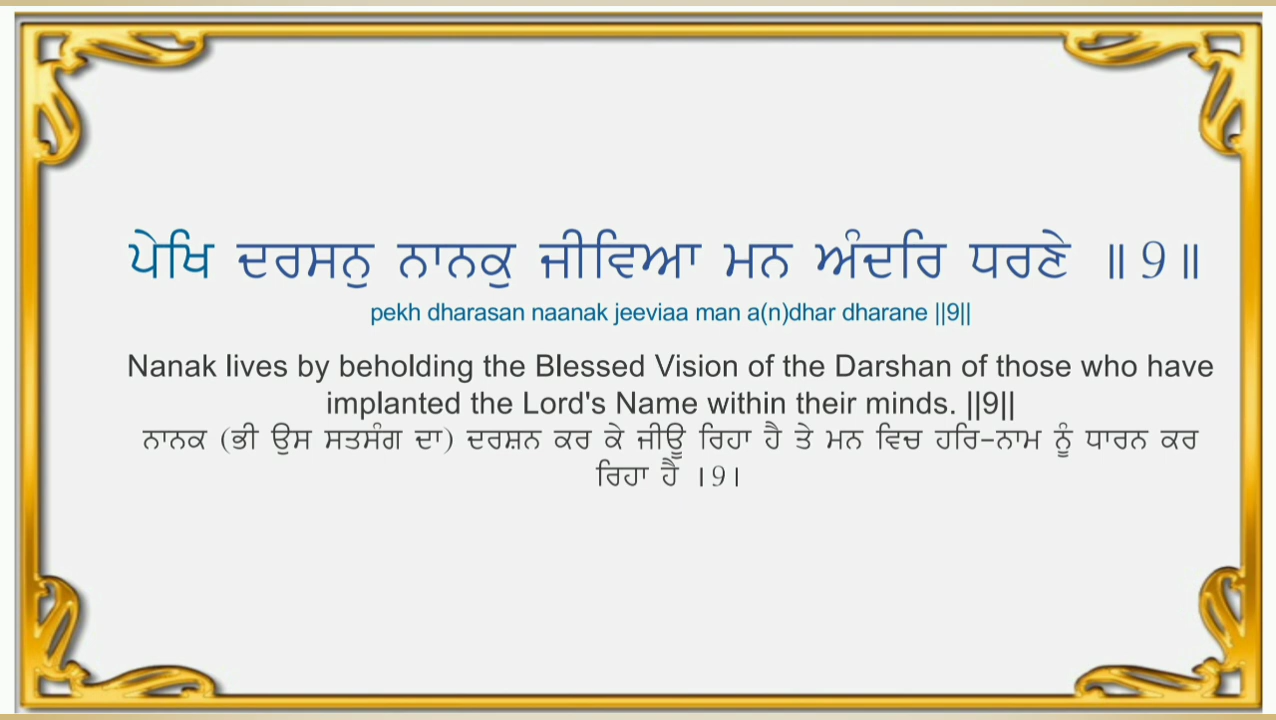 ਪੇਖਿ ਦਰਸਨੁ ਨਾਨਕੁ ਜੀਵਿਆ ਮਨ ਅੰਦਰਿ ਧਰਣੇ ॥9॥
pekh dharasan naanak jeeviaa man a(n)dhar dharane ||9||
Nanak lives by beholding the Blessed Vision of the Darshan of those who have
implanted the Lord's Name within their minds. ||9||
ਨਾਨਕ (ਭੀ ਉਸ ਸਤਸੰਗ ਦਾ) ਦਰਸ਼ਨ ਕਰ ਕੇ ਜੀਊ ਰਿਹਾ ਹੈ ਤੇ ਮਨ ਵਿਚ ਹਰਿ-ਨਾਮ ਨੂੰ ਧਾਰਨ ਕਰ
ਰਿਹਾ ਹੈ ।9।